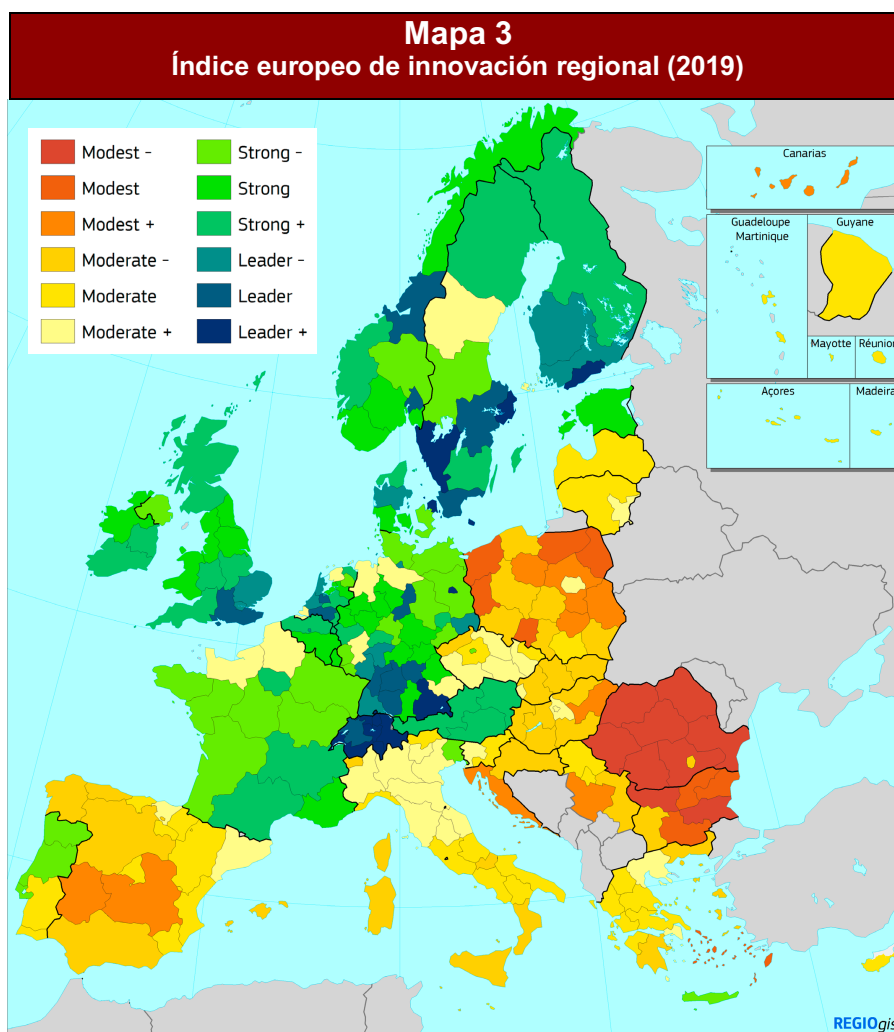 Mapa 3
Índice europeo de innovación regional (2019)
Modest -
Modest
Modest +
Moderate -
Moderate
Moderate +
Strong -
Strong
Strong +
Leader -
Leader
Leader +
Canarias
Guadeloupe
Martinique
Guyane
Mayotte
Réunion
Açores
Madeira
REGIOgis